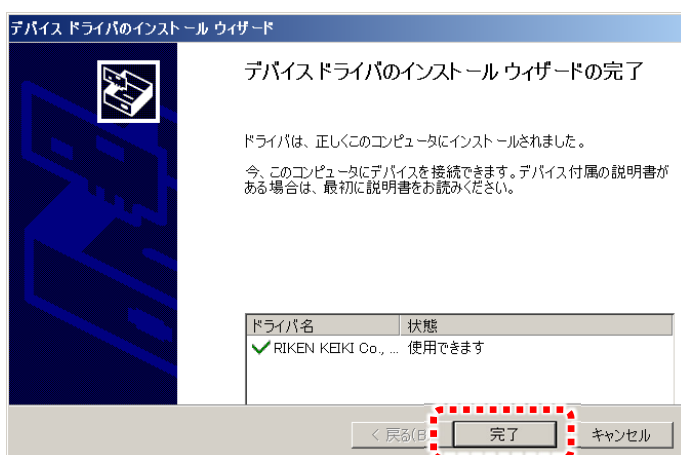 デバイス ドライバのインストール ウィザード
デバイス ドライバのインストール ウィザードの完了
ドライバは、正しくこのコンピュータにインストールされました。
今、このコンピュータにデバイスを接続できます。デバイス付属の説明書が
ある場合は、最初に説明書をお読みください。
ドライバ名 状態
RIKEN KEIKI Co., ... 使用できます
< 戻る(B 完了 キャンセル